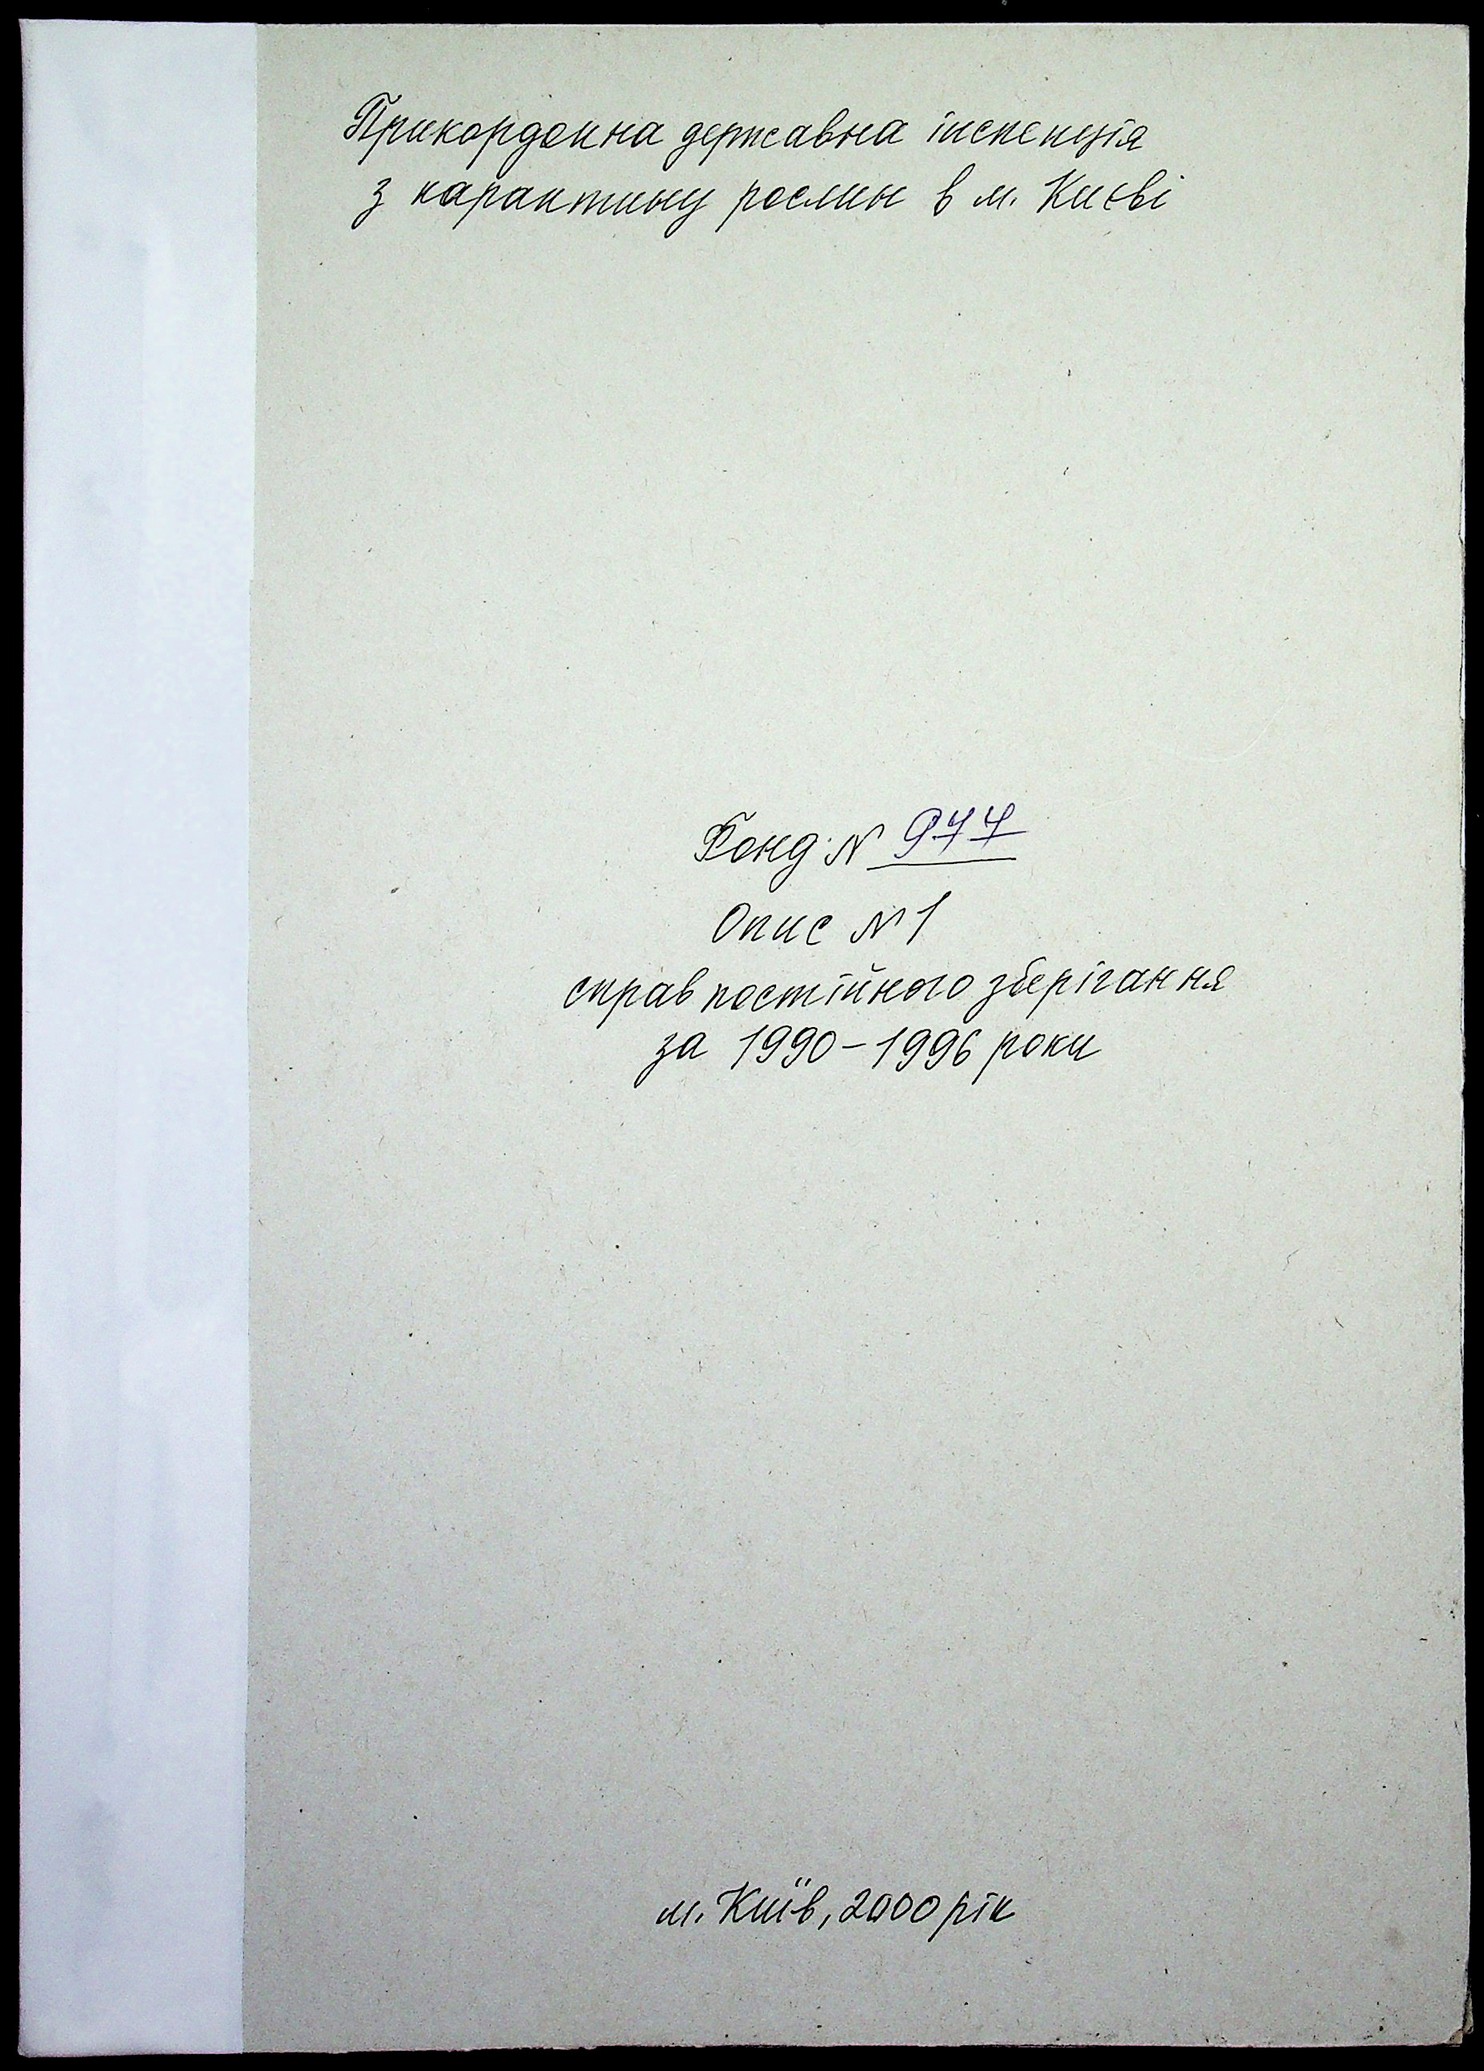 Прикордонна державна інспекція
з карантину рослин в м. Києві
Фонд № 977
Опис № 1
справ постійного зберігання
за 1990-1996 роки
м. Київ, 2000 рік